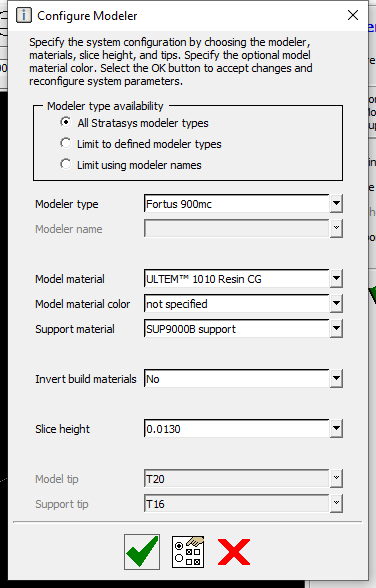 Configure Modeler
Specify the system configuration by choosing the modeler,
materials, slice height, and tips. Specify the optional model
material color. Select the OK button to accept changes and
reconfigure system parameters.
Modeler type availability
All Stratasys modeler types
Limit to defined modeler types
Limit using modeler names
Modeler type Fortus 900mc
Modeler name
Model material ULTEM™ 1010 Resin CG
Model material color not specified
Support material SUP9000B support
Invert build materials No
Slice height 0.0130
Model tip T20
Support tip T16